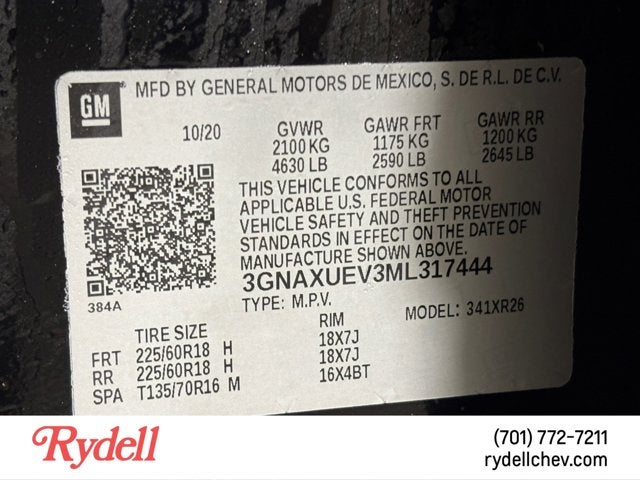 GM
MFD BY GENERAL MOTORS DE MEXICO, S. DE R.L. DE C.V.
10/20 GVWR GAWR FRT GAWR RR
2100 KG 1175 KG 1200 KG
4630 LB 2590 LB 2645 LB
THIS VEHICLE CONFORMS TO ALL
APPLICABLE U.S. FEDERAL MOTOR
VEHICLE SAFETY AND THEFT PREVENTION
STANDARDS IN EFFECT ON THE DATE OF
MANUFACTURE SHOWN ABOVE.
384A
3GNAXUEV3ML317444
TYPE: M.P.V. MODEL: 341XR26
TIRE SIZE RIM
FRT 225/60R18 H 18X7J
RR 225/60R18 H 18X7J
SPA T135/70R16 M 16X4BT
Rydell
(701) 772-7211
rydellchev.com